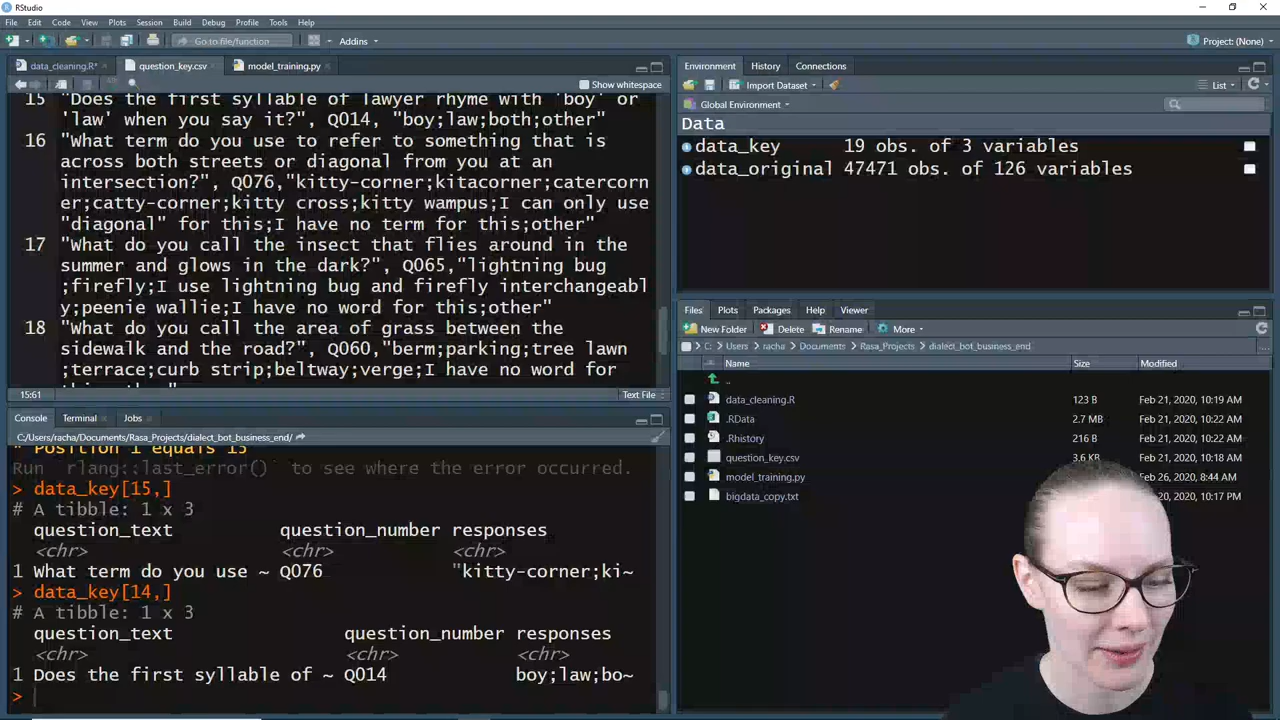 RStudio
File Edit Code View Plots Session Build Debug Profile Tools Help
Go to file/function
Addins
Project: (None)
data_cleaning.R*
question_key.csv
model_training.py
Show whitespace
15 "Does the first syllable of lawyer rhyme with 'boy' or
'law' when you say it?", Q014, "boy;law;both;other"
16 "What term do you use to refer to something that is
across both streets or diagonal from you at an
intersection?", Q076,"kitty-corner;kitacorner;catercorn
er;catty-corner;kitty cross;kitty wampus;I can only use
"diagonal" for this;I have no term for this;other"
17 "What do you call the insect that flies around in the
summer and glows in the dark?", Q065,"lightning bug
;firefly;I use lightning bug and firefly interchangeabl
y;peenie wallie;I have no word for this;other"
18 "What do you call the area of grass between the
sidewalk and the road?", Q060,"berm;parking;tree lawn
;terrace;curb strip;beltway;verge;I have no word for
15:61
Text File
Console Terminal Jobs
C:/Users/racha/Documents/Rasa_Projects/dialect_bot_business_end/
* Position 1 equals 15
Run `rlang::last_error()` to see where the error occurred.
> data_key[15,]
# A tibble: 1 x 3
question_text question_number responses
<chr> <chr> <chr>
1 What term do you use ~ Q076 "kitty-corner;ki~
> data_key[14,]
# A tibble: 1 x 3
question_text question_number responses
<chr> <chr> <chr>
1 Does the first syllable of ~ Q014 boy;law;bo~
>
Environment History Connections
Import Dataset
List
Global Environment
Data
data_key 19 obs. of 3 variables
data_original 47471 obs. of 126 variables
Files Plots Packages Help Viewer
New Folder Delete Rename More
C: Users racha Documents Rasa_Projects dialect_bot_business_end
Name Size Modified
..
data_cleaning.R 123 B Feb 21, 2020, 10:19 AM
.RData 2.7 MB Feb 21, 2020, 10:22 AM
.Rhistory 216 B Feb 21, 2020, 10:22 AM
question_key.csv 3.6 KB Feb 21, 2020, 10:18 AM
model_training.py Feb 26, 2020, 8:44 AM
bigdata_copy.txt 20, 2020, 10:17 PM